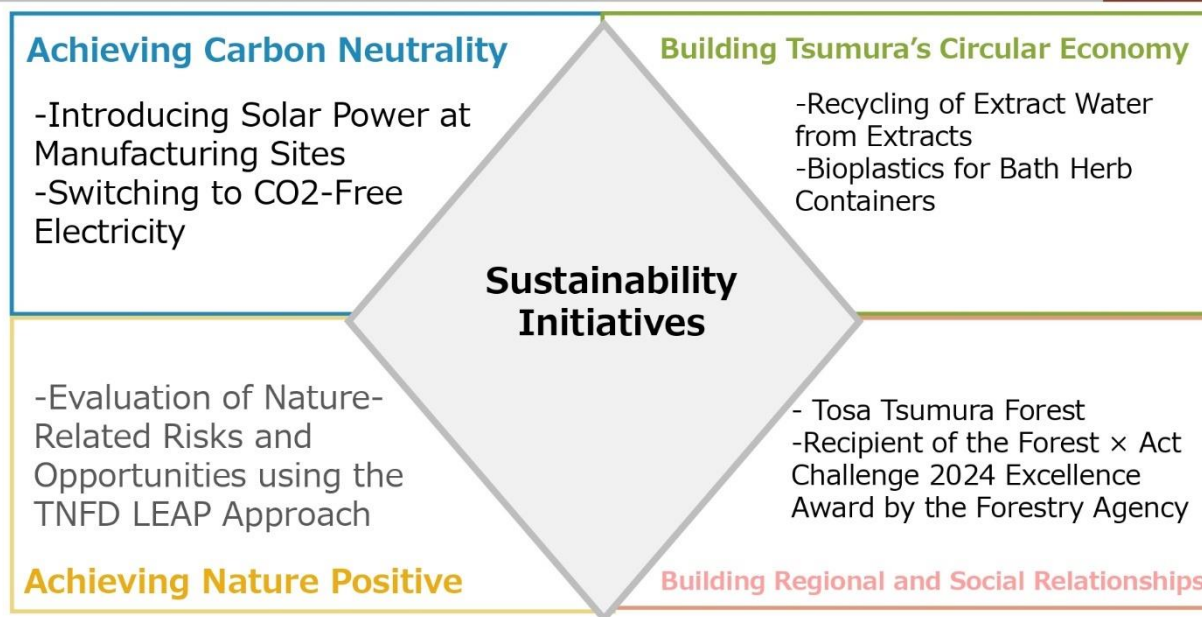 Achieving Carbon Neutrality
-Introducing Solar Power at
Manufacturing Sites
-Switching to CO2-Free
Electricity
Building Tsumura's Circular Economy
-Recycling of Extract Water
from Extracts
-Bioplastics for Bath Herb
Containers
Sustainability
Initiatives
-Evaluation of Nature-
Related Risks and
Opportunities using the
TNFD LEAP Approach
Achieving Nature Positive
- Tosa Tsumura Forest
-Recipient of the Forest × Act
Challenge 2024 Excellence
Award by the Forestry Agency
Building Regional and Social Relationships